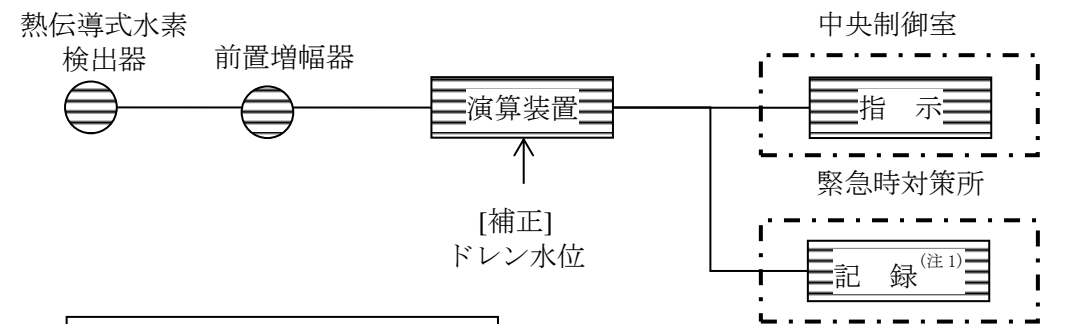 熱伝導式水素
検出器
前置増幅器
中央制御室
演算装置
指　示
[補正]
ドレン水位
緊急時対策所
記　録(注1)